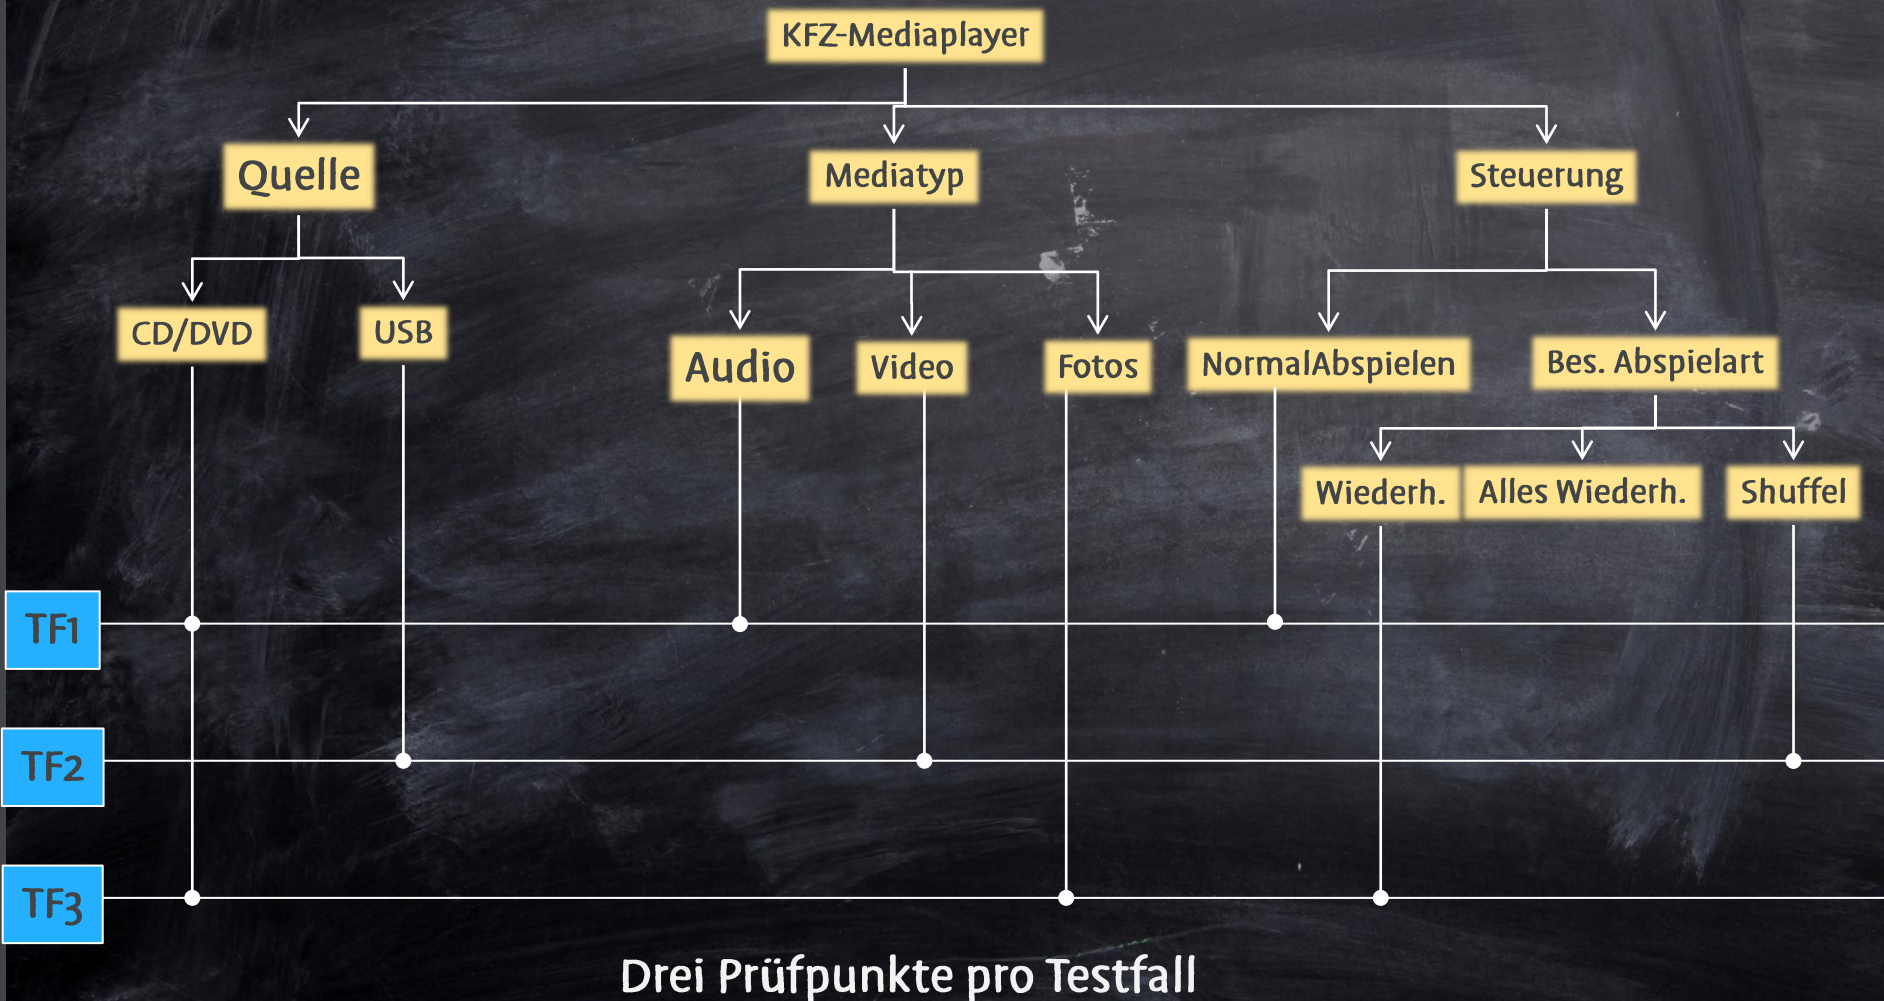 KFZ-Mediaplayer
Quelle
Mediatyp
Steuerung
CD/DVD
USB
Audio
Video
Fotos
NormalAbspielen
Bes. Abspielart
Wiederh.
Alles Wiederh.
Shuffel
TF1
TF2
TF3
Drei Prüfpunkte pro Testfall